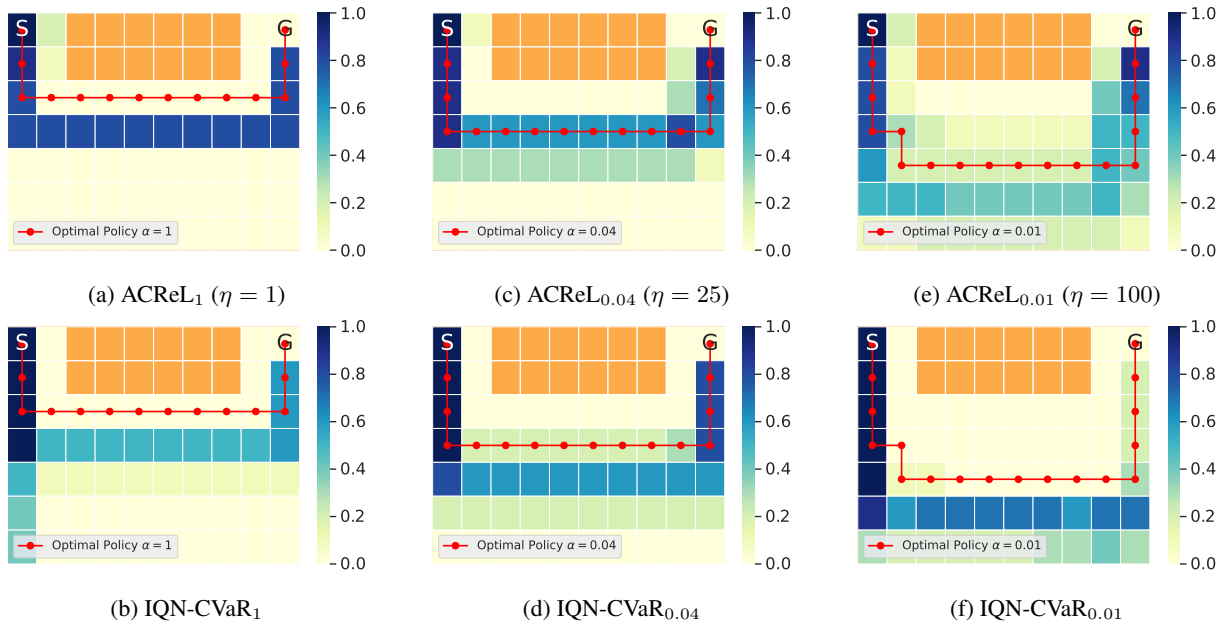 S G 1.0 S G 1.0 S G 1.0
0.8 0.8 0.8
0.6 0.6 0.6
0.4 0.4 0.4
0.2 0.2 0.2
Optimal Policy α = 1 Optimal Policy α = 0.04 Optimal Policy α = 0.01
0.0 0.0 0.0
(a) ACReL₁ (η = 1) (c) ACReL₀.₀₄ (η = 25) (e) ACReL₀.₀₁ (η = 100)
S G 1.0 S G 1.0 S G 1.0
0.8 0.8 0.8
0.6 0.6 0.6
0.4 0.4 0.4
0.2 0.2 0.2
Optimal Policy α = 1 Optimal Policy α = 0.04 Optimal Policy α = 0.01
0.0 0.0 0.0
(b) IQN-CVaR₁ (d) IQN-CVaR₀.₀₄ (f) IQN-CVaR₀.₀₁